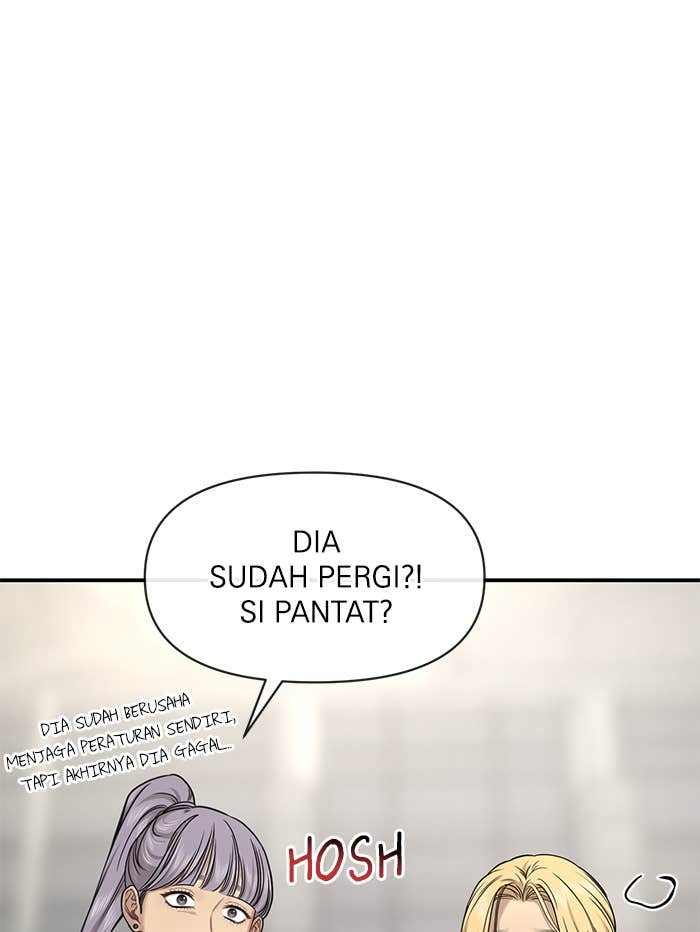 DIA
SUDAH PERGI?!
SI PANTAT?
DIA SUDAH BERUSAHA
MENJAGA PERATURAN SENDIRI,
TAPI AKHIRNYA DIA GAGAL...
HOSH